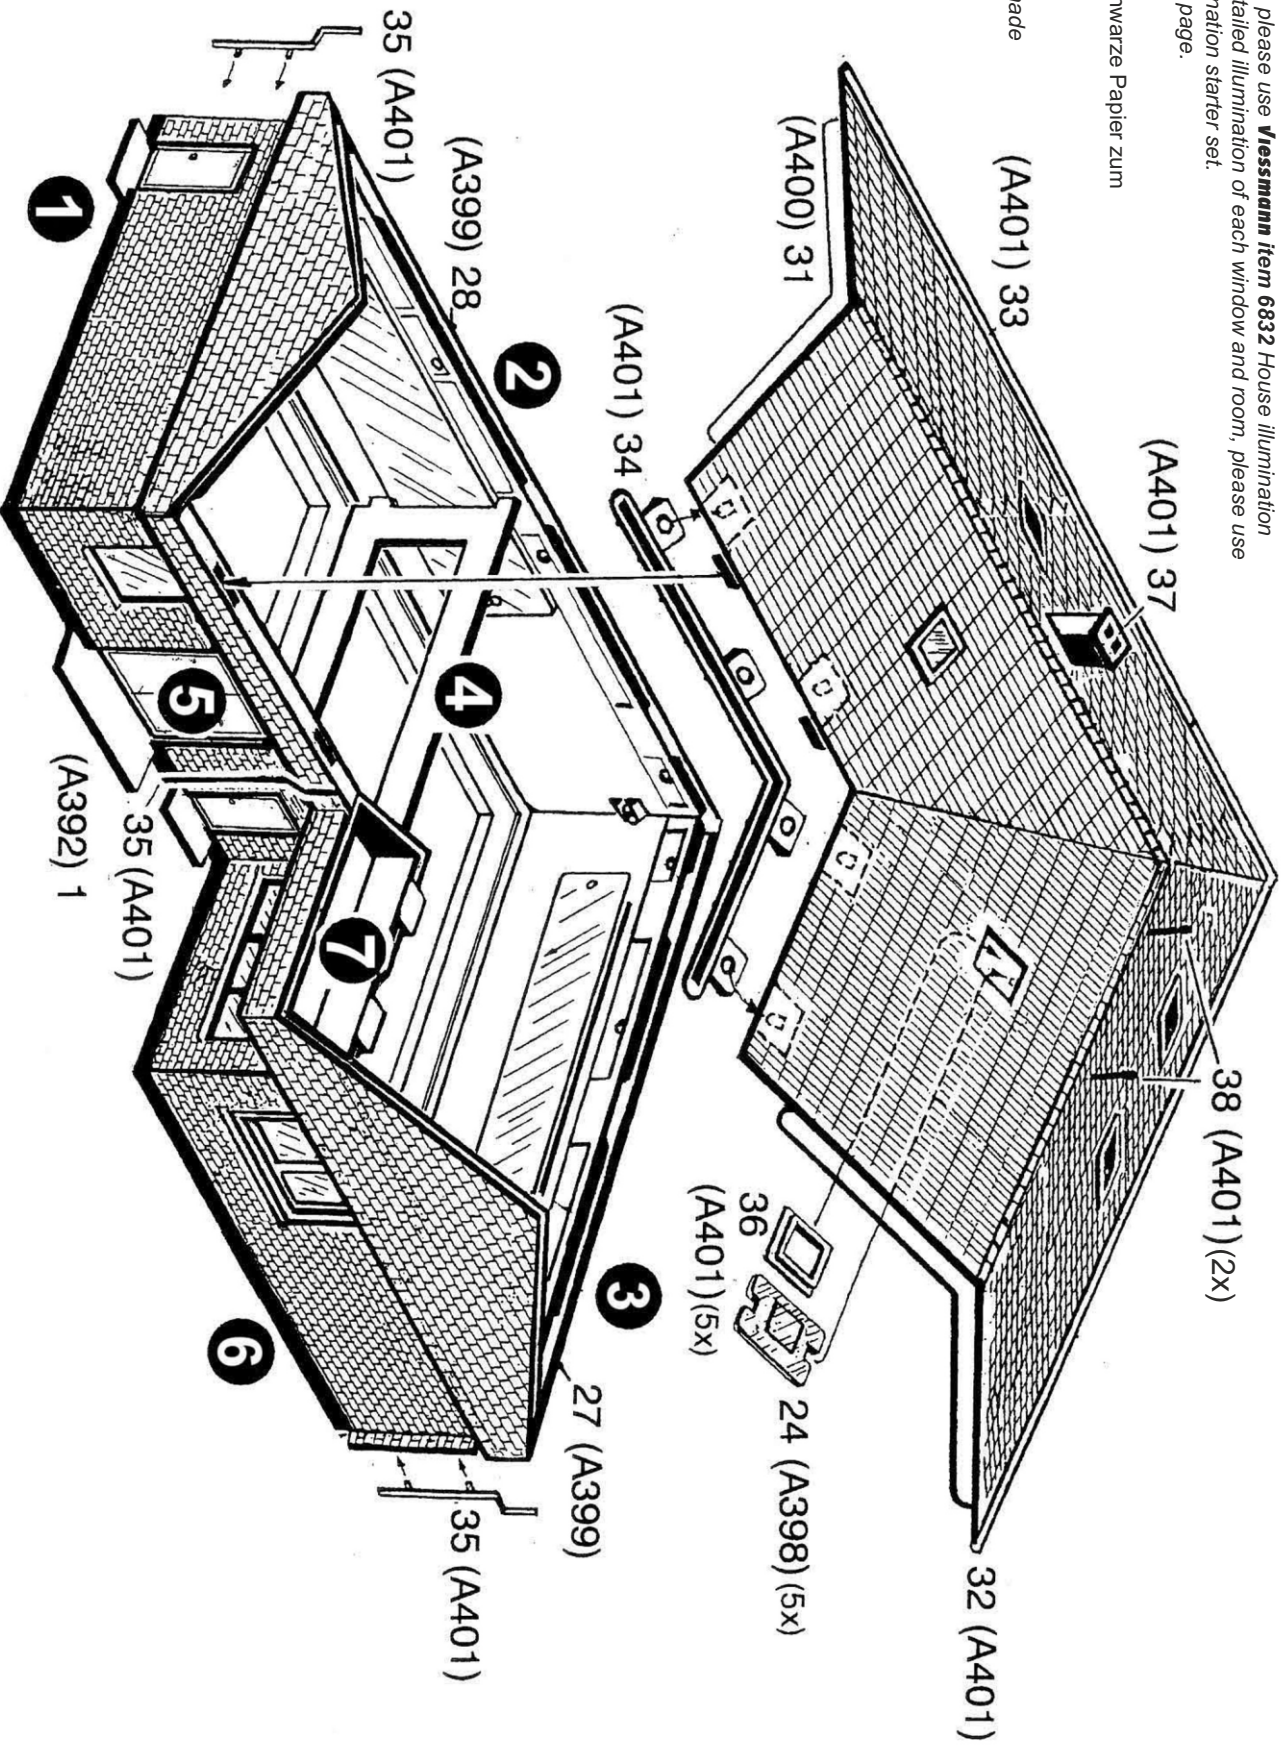 please use Viessmann item 6832 House illumination
tailed illumination of each window and room, please use
nation starter set.
page.
hwarze Papier zum
ade
35 (A401)
(A399) 28
(A400) 31
(A401) 33
(A401) 34
(A401) 37
38 (A401) (2x)
36
(A401) (5x)
24 (A398) (5x)
32 (A401)
27 (A399)
35 (A401)
35 (A401)
(A392) 1
1
2
3
4
5
6
7